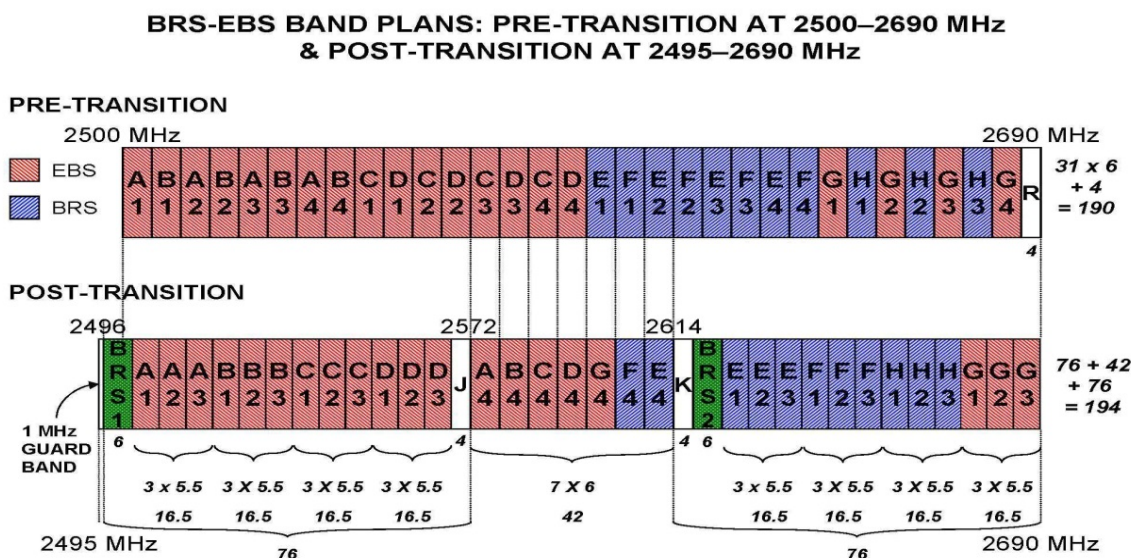 BRS-EBS BAND PLANS: PRE-TRANSITION AT 2500–2690 MHz
& POST-TRANSITION AT 2495–2690 MHz
PRE-TRANSITION
2500 MHz 2690 MHz
EBS
BRS
A B A B A B A B C D C D C D C D E F E F E F E F G H G H G H G R
1 1 2 2 3 3 4 4 1 1 2 2 3 3 4 4 1 1 2 2 3 3 4 4 1 1 2 2 3 3 4
31 x 6
+ 4
= 190
4
POST-TRANSITION
2496 2572 2614
BRS1 A A A B B B C C C D D D J A B C D G F E K BRS2 E E E F F F H H H G G G
1 2 3 1 2 3 1 2 3 1 2 3 4 4 4 4 4 4 4 1 2 3 1 2 3 1 2 3 1 2 3
76 + 42
+ 76
= 194
1 MHz
GUARD
BAND
6 4 4 6
3 x 5.5 3 X 5.5 3 X 5.5 3 X 5.5 7 X 6 3 x 5.5 3 X 5.5 3 X 5.5 3 X 5.5
16.5 16.5 16.5 16.5 42 16.5 16.5 16.5 16.5
2495 MHz 76 76 2690 MHz